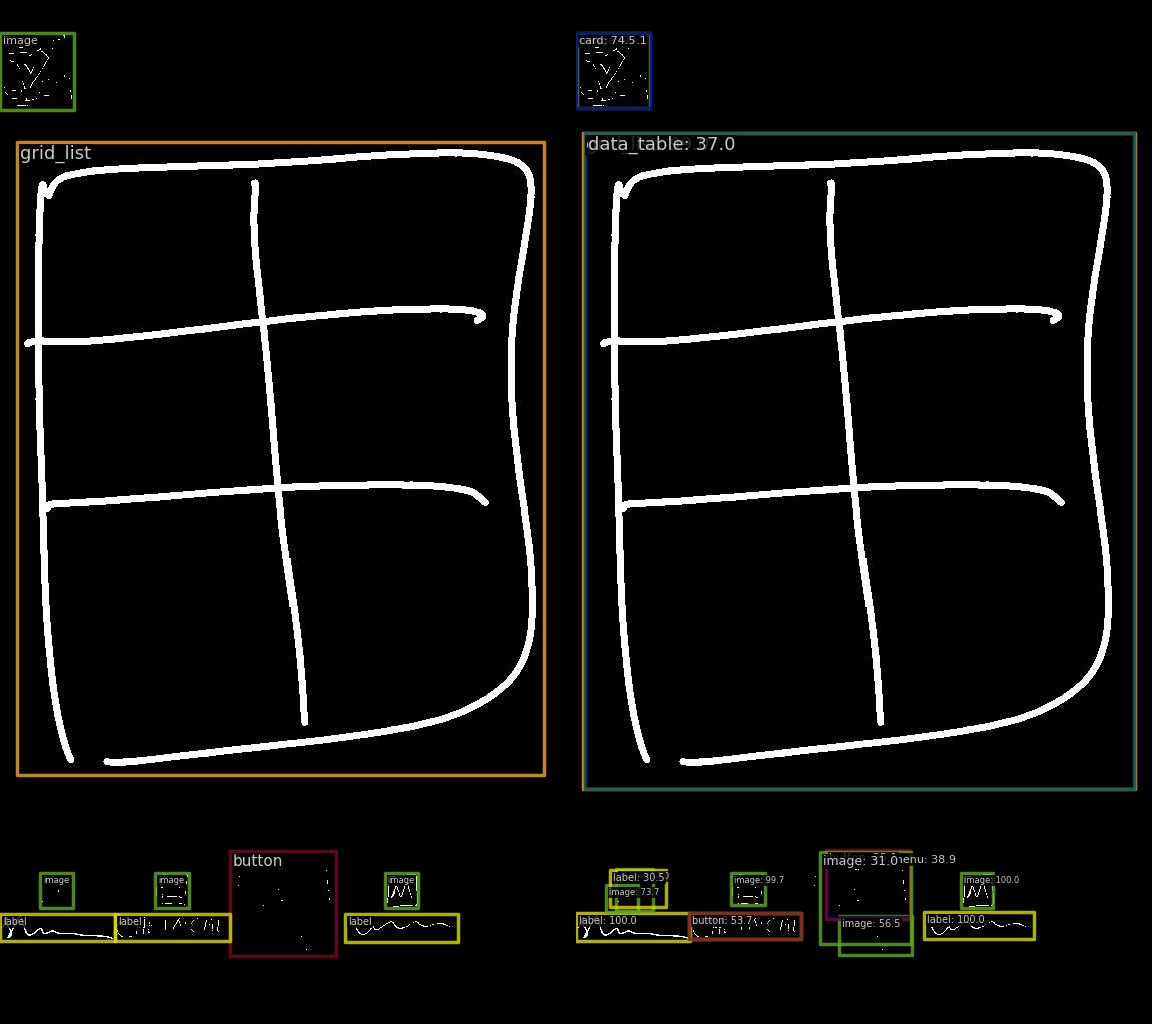 image card: 74.5.1
grid_list data_table: 37.0
button image: 31.0 menu: 38.9
image image image label: 30.5 image: 99.7 image: 100.0
image: 73.7
label label label: 100.0 button: 53.7 image: 56.5 label: 100.0